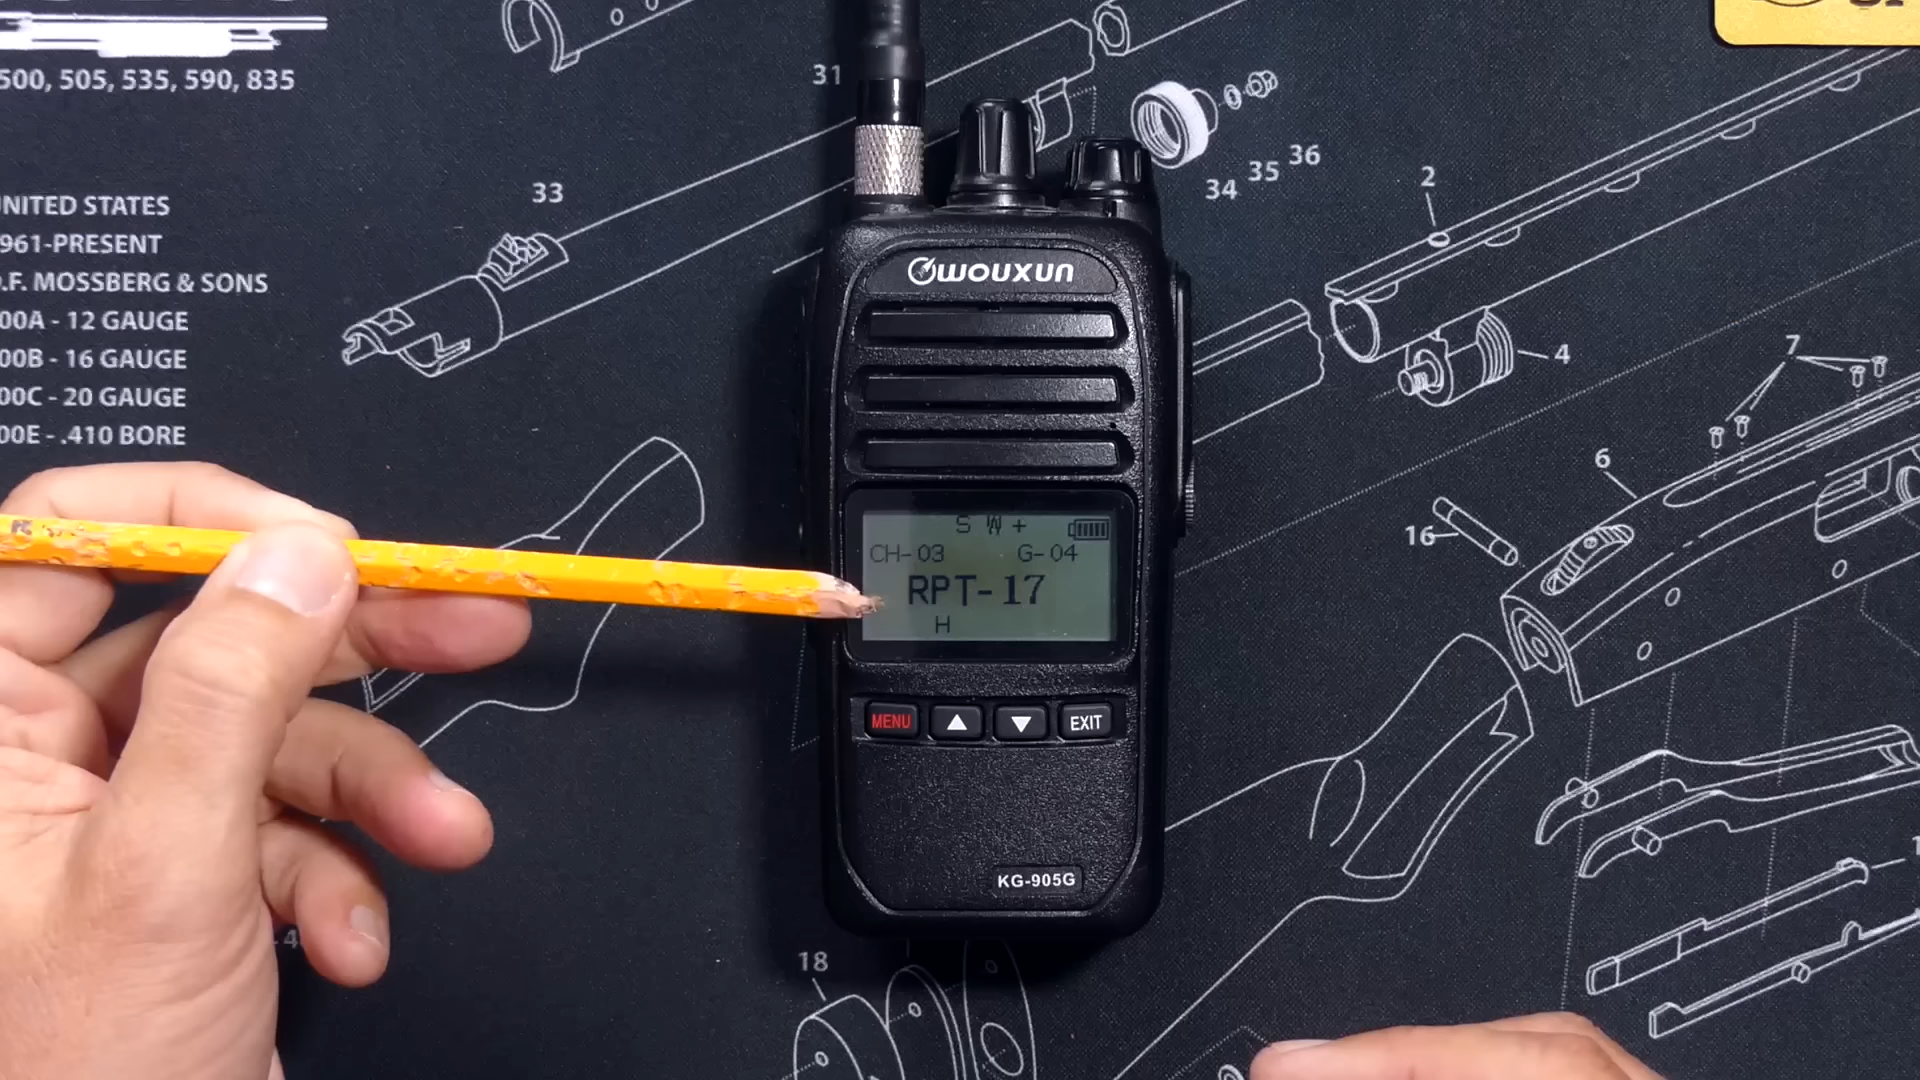 500, 505, 535, 590, 835
UNITED STATES
961-PRESENT
.F. MOSSBERG & SONS
00A - 12 GAUGE
00B - 16 GAUGE
00C - 20 GAUGE
00E - .410 BORE
31
33
34
35
36
2
4
7
6
16
18
WOUXUN
S W +
CH-03 G-04
RPT-17
H
MENU ▲ ▼ EXIT
KG-905G